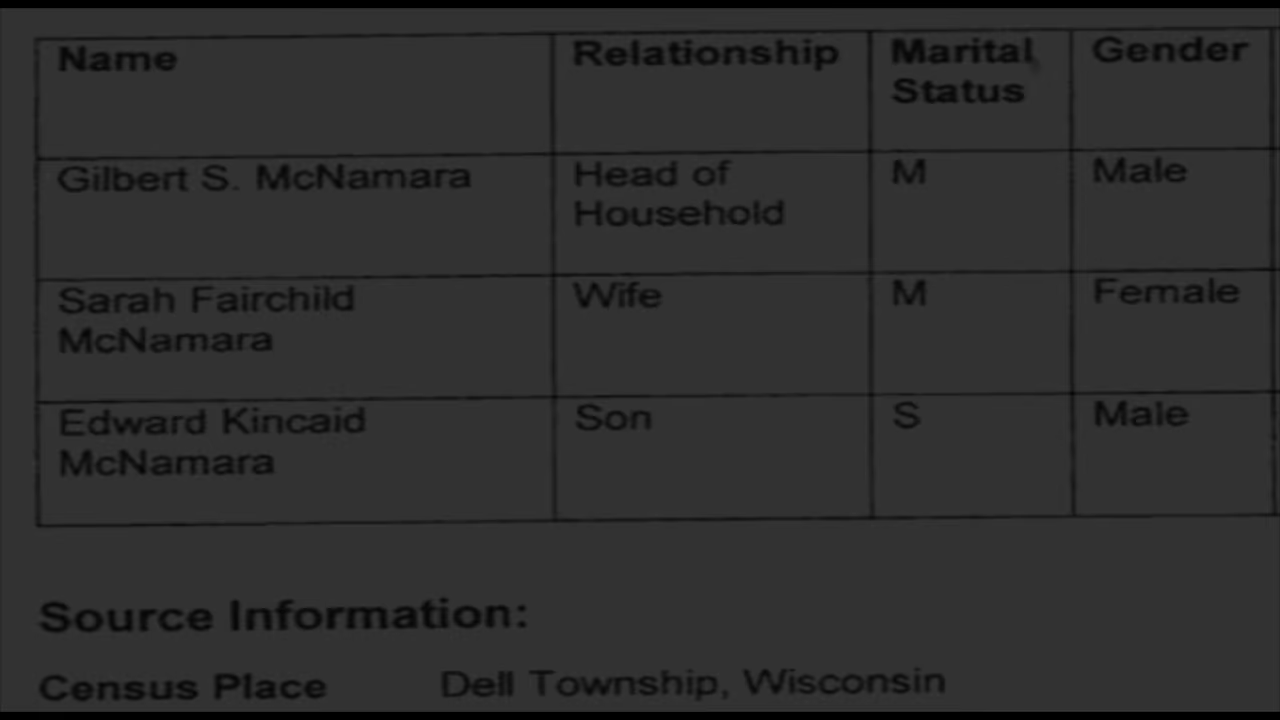 Name Relationship Marital Status Gender
Gilbert S. McNamara Head of Household M Male
Sarah Fairchild McNamara Wife M Female
Edward Kincaid McNamara Son S Male
Source Information:
Census Place Dell Township, Wisconsin